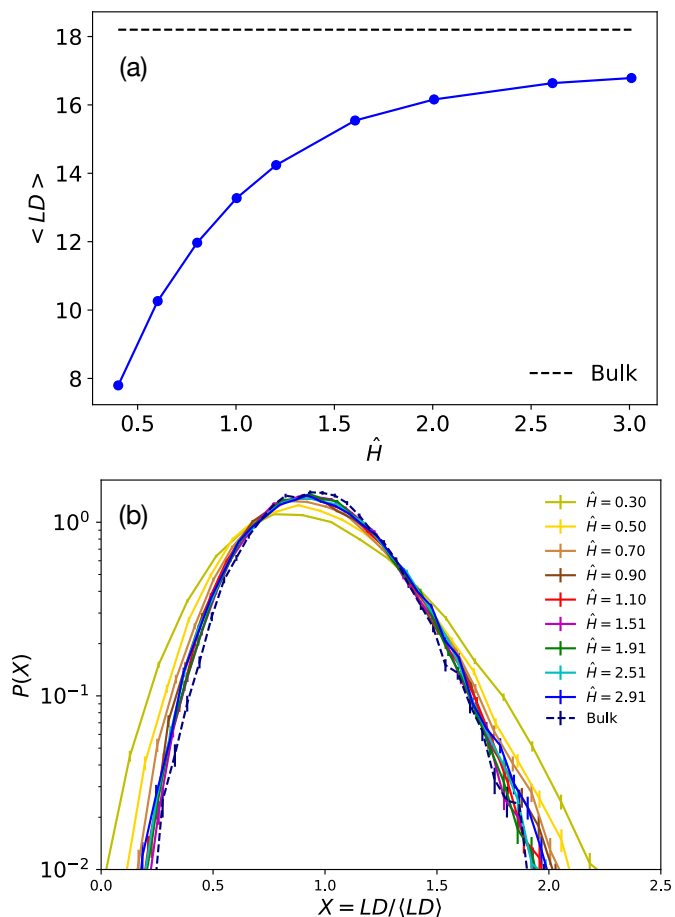 18
16
14
12
10
8
< LD >
(a)
Bulk
0.5 1.0 1.5 2.0 2.5 3.0
Ĥ
(b)
10⁰
10⁻¹
10⁻²
P(X)
Ĥ = 0.30
Ĥ = 0.50
Ĥ = 0.70
Ĥ = 0.90
Ĥ = 1.10
Ĥ = 1.51
Ĥ = 1.91
Ĥ = 2.51
Ĥ = 2.91
Bulk
0.0 0.5 1.0 1.5 2.0 2.5
X = LD/⟨LD⟩